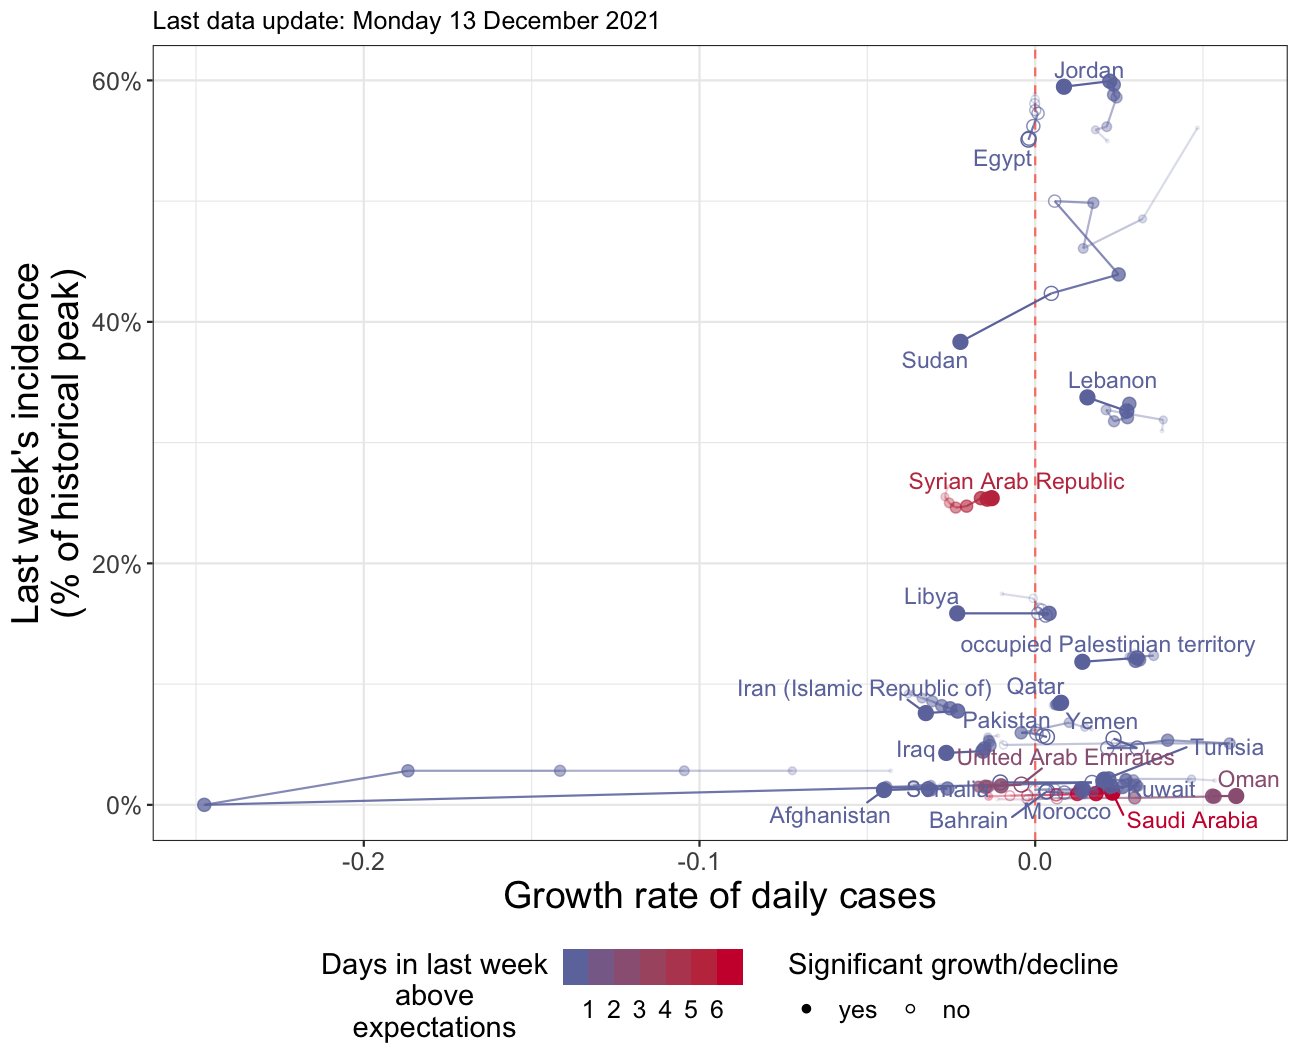 Last data update: Monday 13 December 2021
Last week's incidence
(% of historical peak)
60%
40%
20%
0%
Jordan
Egypt
Sudan
Lebanon
Syrian Arab Republic
Libya
occupied Palestinian territory
Iran (Islamic Republic of)
Qatar
Pakistan
Yemen
Iraq
Tunisia
United Arab Emirates
Oman
Somalia
Kuwait
Afghanistan
Bahrain
Morocco
Saudi Arabia
-0.2
-0.1
0.0
Growth rate of daily cases
Days in last week
above
expectations
1 2 3 4 5 6
Significant growth/decline
yes
no